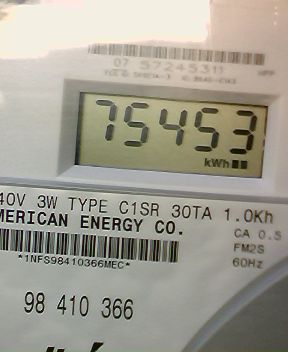 07 57245311
75453
kWh
40V 3W TYPE C1SR 30TA 1.0Kh
MERICAN ENERGY CO.
CA 0.5
FM2S
60Hz
*1NFS98410366MEC*
98 410 366